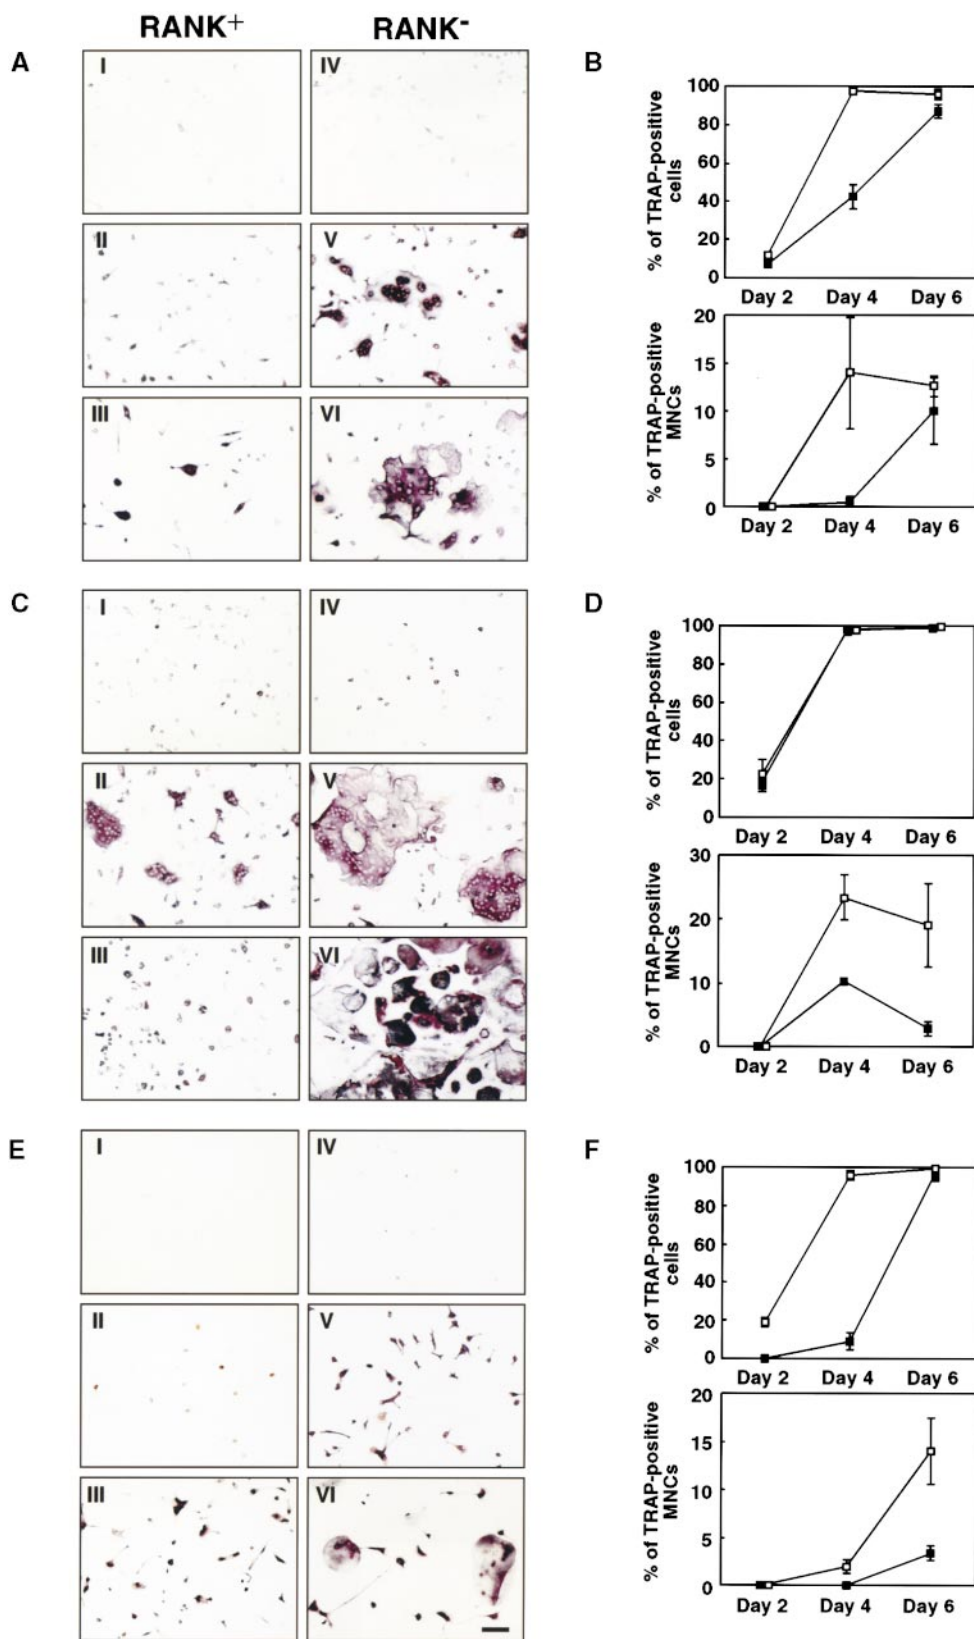 RANK+ RANK-
A
I
IV
II
V
III
VI
B
% of TRAP-positive
cells
100
80
60
40
20
0
Day 2 Day 4 Day 6
% of TRAP-positive
MNCs
20
15
10
5
0
Day 2 Day 4 Day 6
C
I
IV
II
V
III
VI
D
% of TRAP-positive
cells
100
80
60
40
20
0
Day 2 Day 4 Day 6
% of TRAP-positive
MNCs
30
20
10
0
Day 2 Day 4 Day 6
E
I
IV
II
V
III
VI
F
% of TRAP-positive
cells
100
80
60
40
20
0
Day 2 Day 4 Day 6
% of TRAP-positive
MNCs
20
15
10
5
0
Day 2 Day 4 Day 6